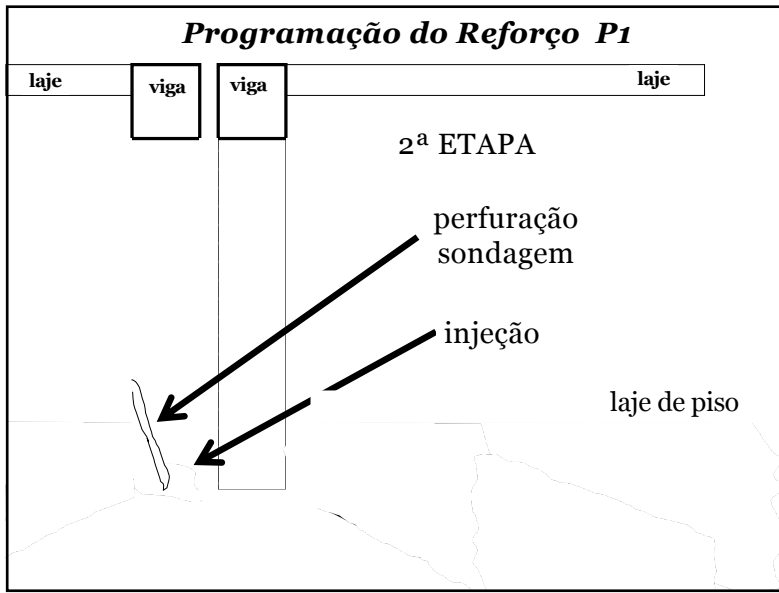 Programação do Reforço P1
laje
viga
viga
laje
2ª ETAPA
perfuração
sondagem
injeção
laje de piso